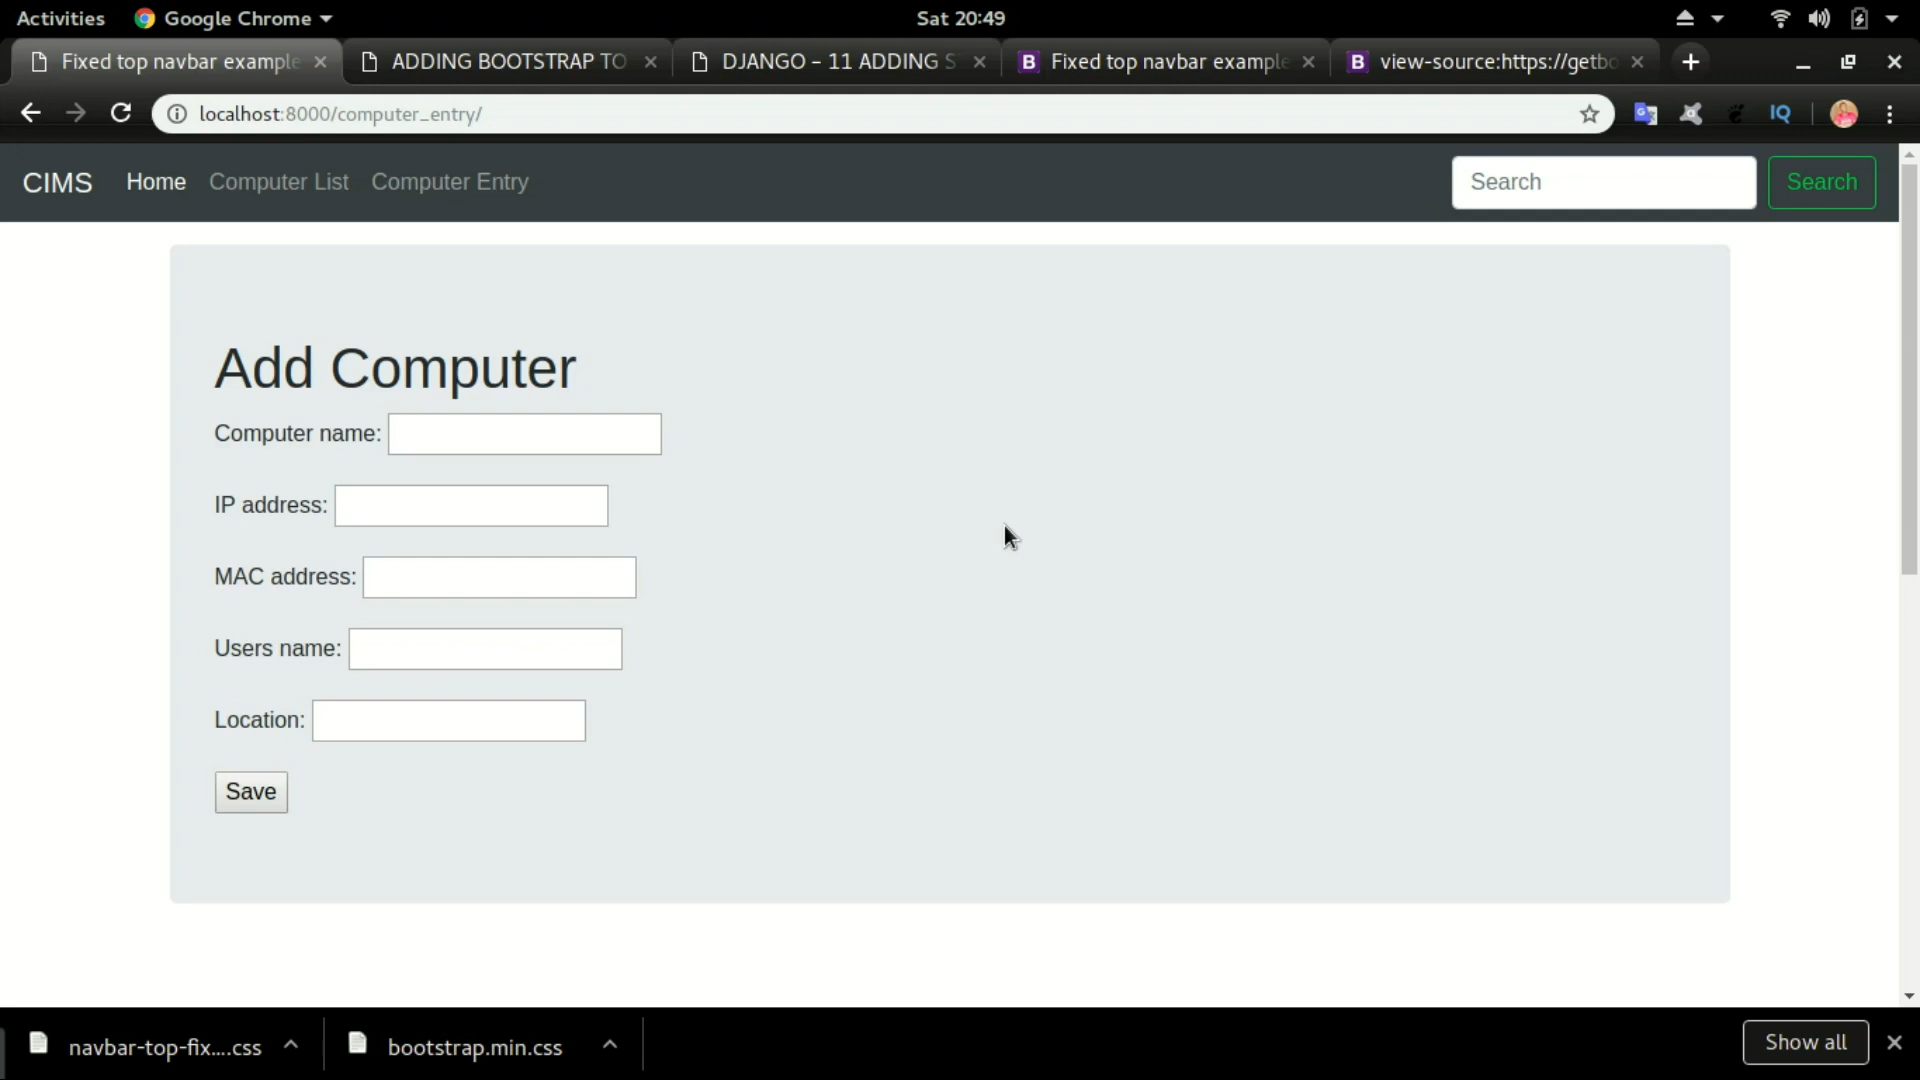 Activities Google Chrome Sat 20:49
Fixed top navbar example ADDING BOOTSTRAP TO DJANGO – 11 ADDING S Fixed top navbar example view-source:https://getbo
localhost:8000/computer_entry/ IQ
CIMS Home Computer List Computer Entry Search Search
Add Computer
Computer name:
IP address:
MAC address:
Users name:
Location:
Save
navbar-top-fix....css bootstrap.min.css Show all